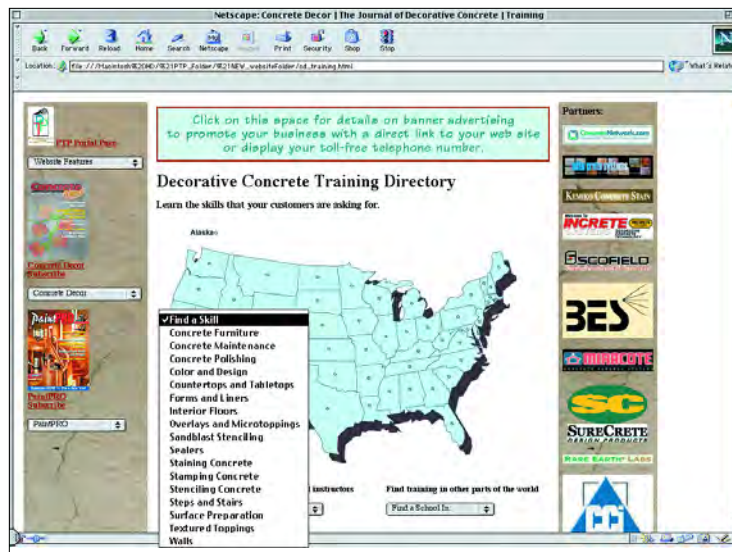 Netscape: Concrete Decor | The Journal of Decorative Concrete | Training
Back
Forward
Reload
Home
Search
Netscape
Print
Security
Shop
Stop
Location:
What's Relate
PTP Portal Page
Website Features
Concrete Decor
Subscribe
Concrete Decor
PaintPRO
Subscribe
PaintPRO
Click on this space for details on banner advertising
to promote your business with a direct link to your web site
or display your toll-free telephone number.
Decorative Concrete Training Directory
Learn the skills that your customers are asking for.
Alaska
✓Find a Skill
Concrete Furniture
Concrete Maintenance
Concrete Polishing
Color and Design
Countertops and Tabletops
Forms and Liners
Interior Floors
Overlays and Microtoppings
Sandblast Stenciling
Sealers
Staining Concrete
Stamping Concrete
Stenciling Concrete
Steps and Stairs
Surface Preparation
Textured Toppings
Walls
instructors
Find training in other parts of the world
Find a School In:
Partners:
ConcreteNetwork.com
KEMIKO CONCRETE STAIN
INCRETE
SCOFIELD
BES
MIRACOTE
SC
SURECRETE
DESIGN PRODUCTS
RARE EARTH LABS
CCI